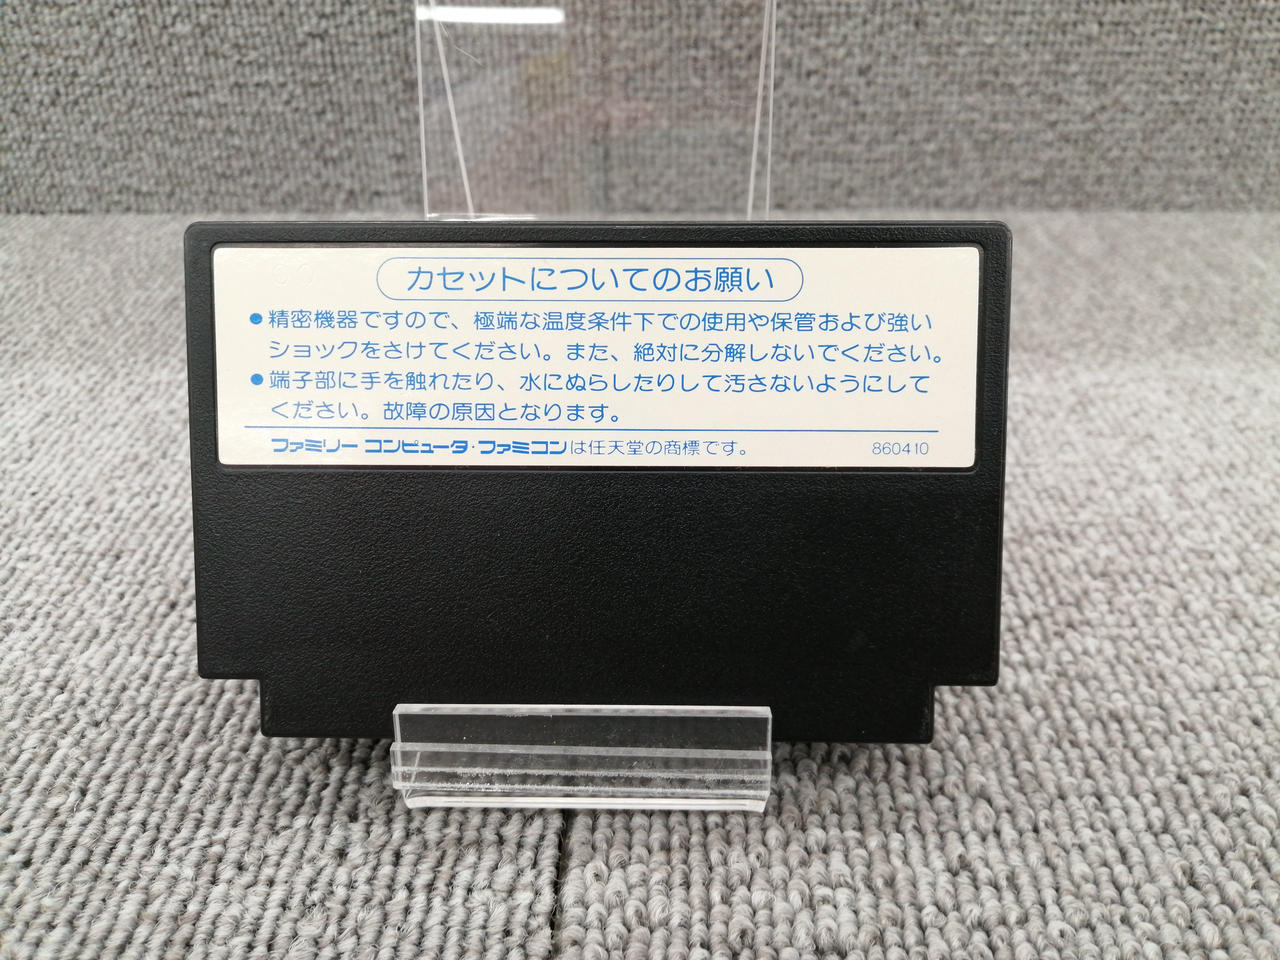 カセットについてのお願い
●精密機器ですので、極端な温度条件下での使用や保管および強い
ショックをさけてください。また、絶対に分解しないでください。
●端子部に手を触れたり、水にぬらしたりして汚さないようにして
ください。故障の原因となります。
ファミリー コンピュータ・ファミコンは任天堂の商標です。 860410